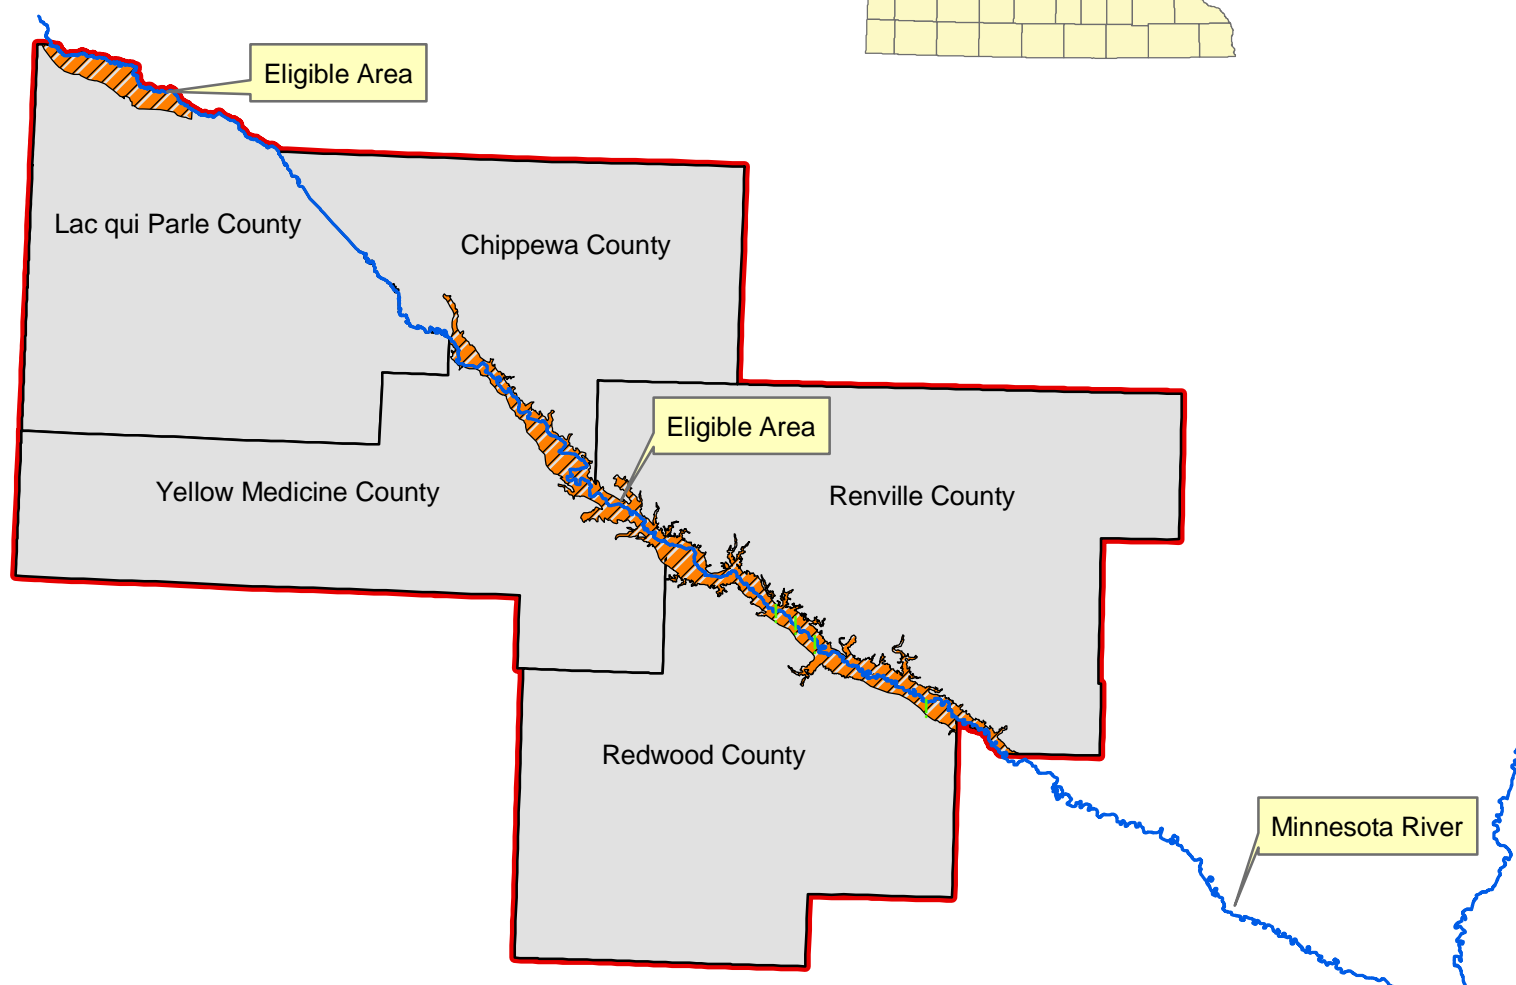 Eligible Area
Lac qui Parle County
Chippewa County
Eligible Area
Yellow Medicine County
Renville County
Redwood County
Minnesota River